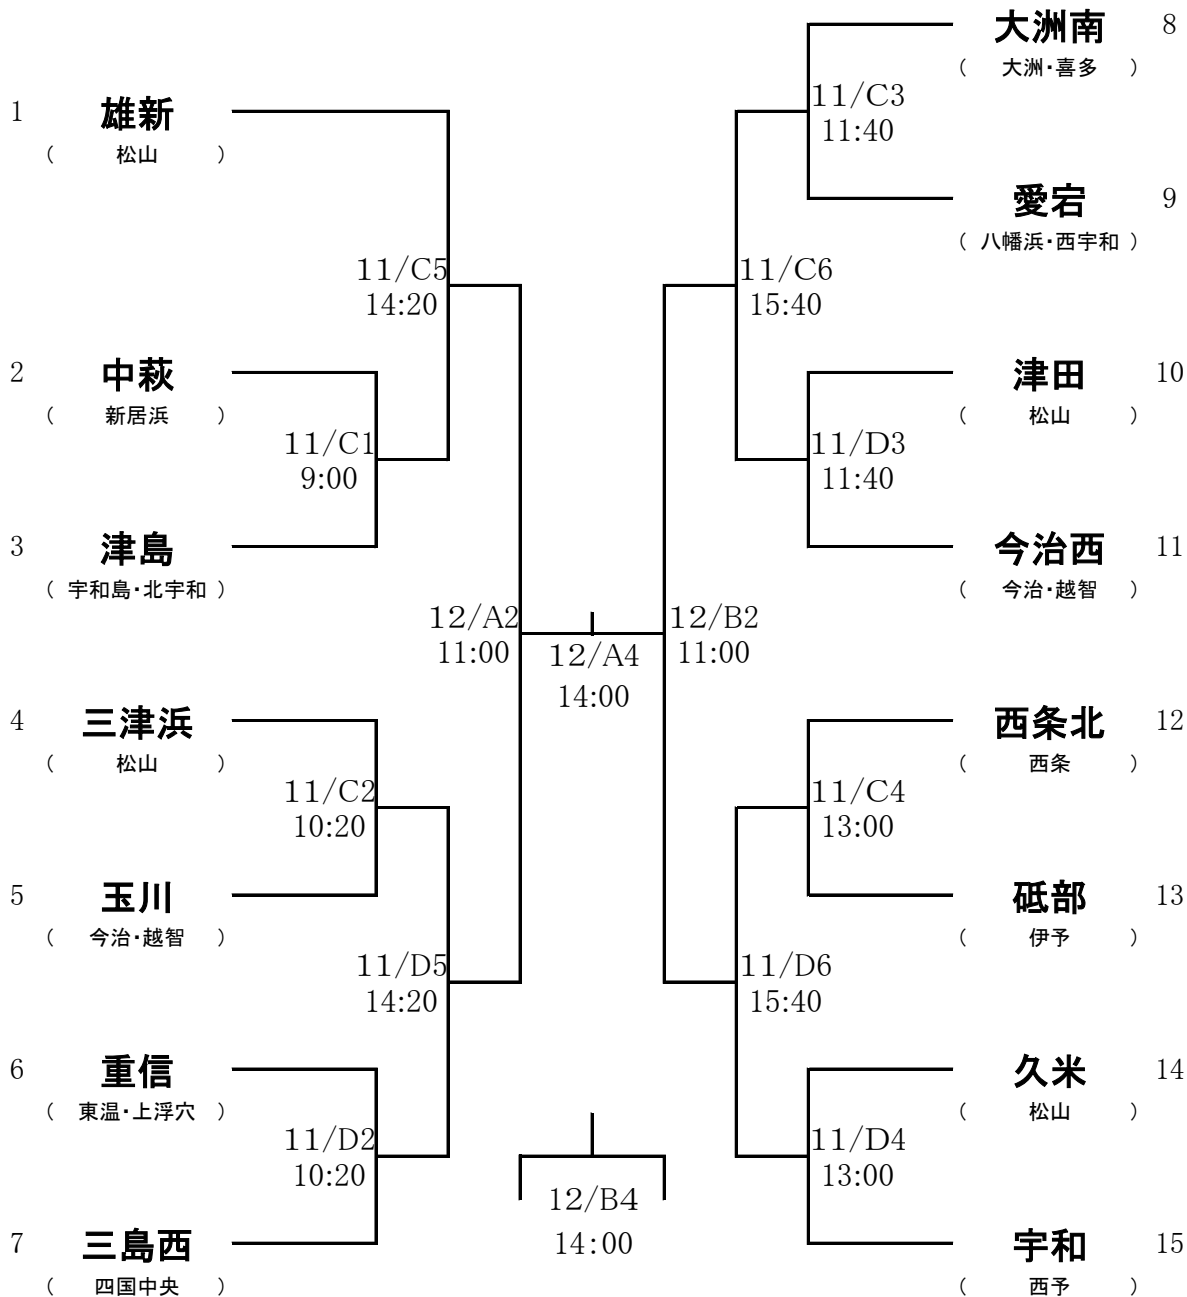 1 雄新
( 松山 )
11/C5
14:20
2 中萩
( 新居浜 )
11/C1
9:00
3 津島
( 宇和島・北宇和 )
12/A2
11:00
4 三津浜
( 松山 )
11/C2
10:20
5 玉川
( 今治・越智 )
11/D5
14:20
6 重信
( 東温・上浮穴 )
11/D2
10:20
7 三島西
( 四国中央 )
12/A4
14:00
12/B4
14:00
大洲南 8
( 大洲・喜多 )
11/C3
11:40
愛宕 9
( 八幡浜・西宇和 )
11/C6
15:40
津田 10
( 松山 )
11/D3
11:40
今治西 11
( 今治・越智 )
12/B2
11:00
西条北 12
( 西条 )
11/C4
13:00
砥部 13
( 伊予 )
11/D6
15:40
久米 14
( 松山 )
11/D4
13:00
宇和 15
( 西予 )